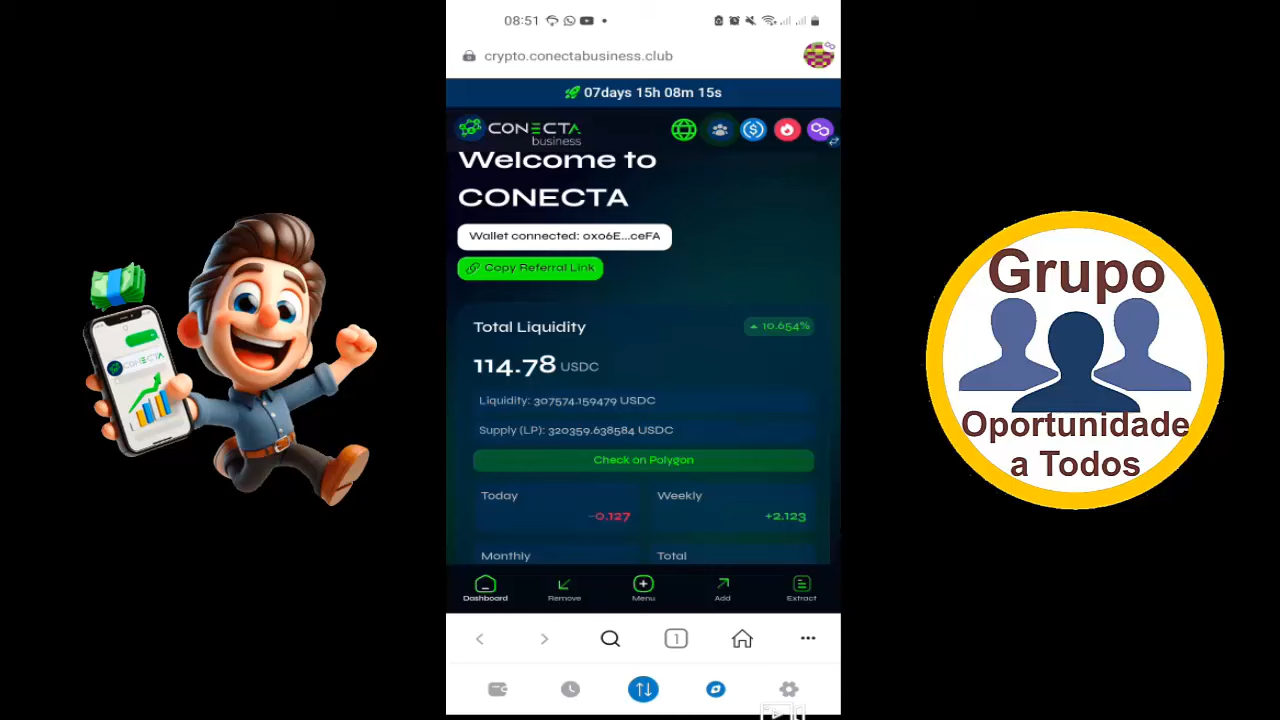 08:51
crypto.conectabusiness.club
07days 15h 08m 15s
CONECTA
business
Welcome to
CONECTA
Wallet connected: 0x06E...ceFA
Copy Referral Link
Total Liquidity
10.654%
114.78 USDC
Liquidity: 307574.159479 USDC
Supply (LP): 320359.638584 USDC
Check on Polygon
Today
Weekly
-0.127
+2.123
Monthly
Total
Dashboard
Remove
Menu
Add
Extract
1
CONECTA
Grupo
Oportunidade
a Todos